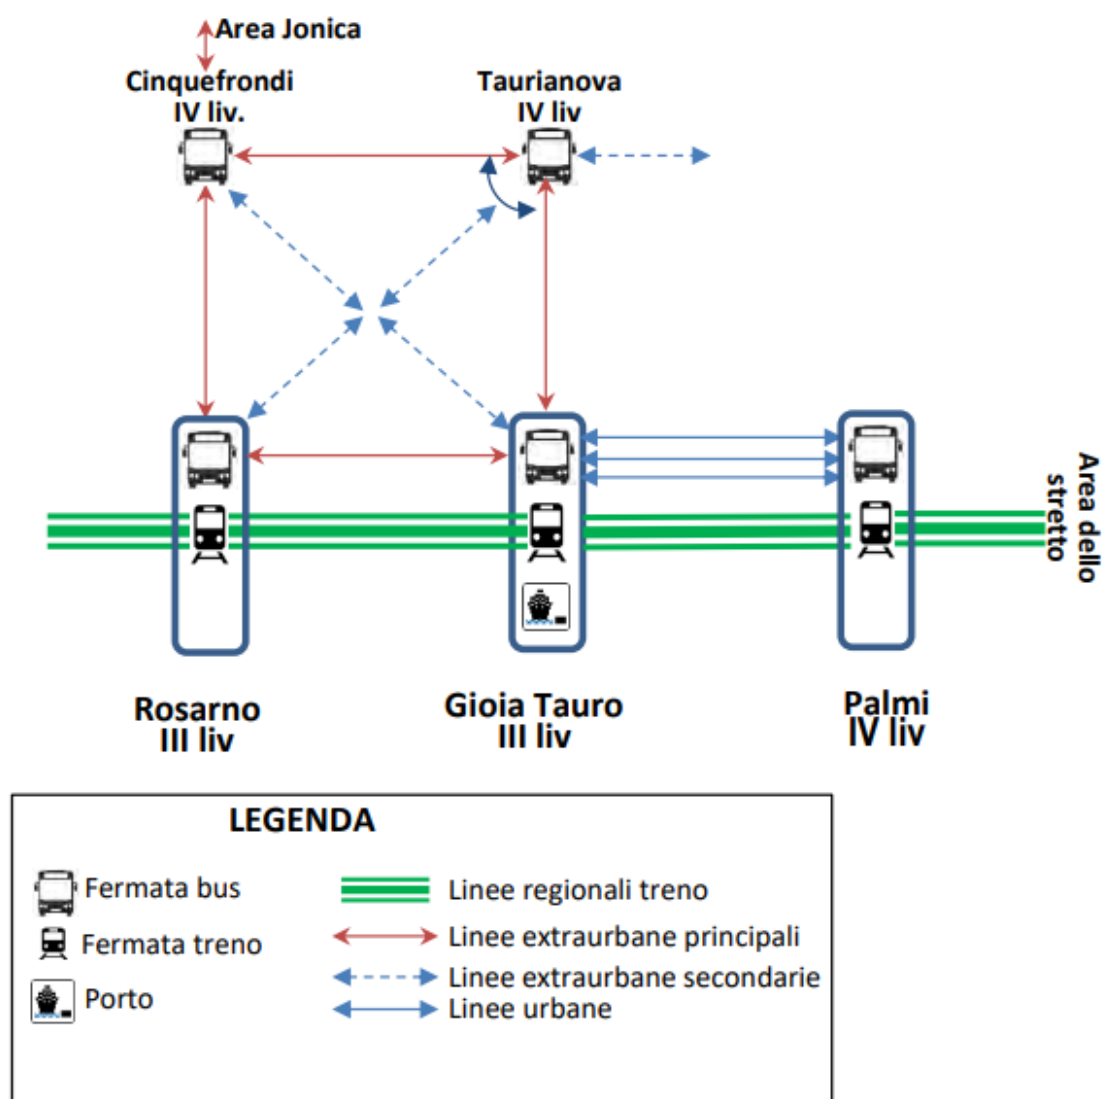 Area Jonica
Cinquefrondi
IV liv.
Taurianova
IV liv
Area dello
stretto
Rosarno
III liv
Gioia Tauro
III liv
Palmi
IV liv
LEGENDA
Fermata bus
Fermata treno
Porto
Linee regionali treno
Linee extraurbane principali
Linee extraurbane secondarie
Linee urbane